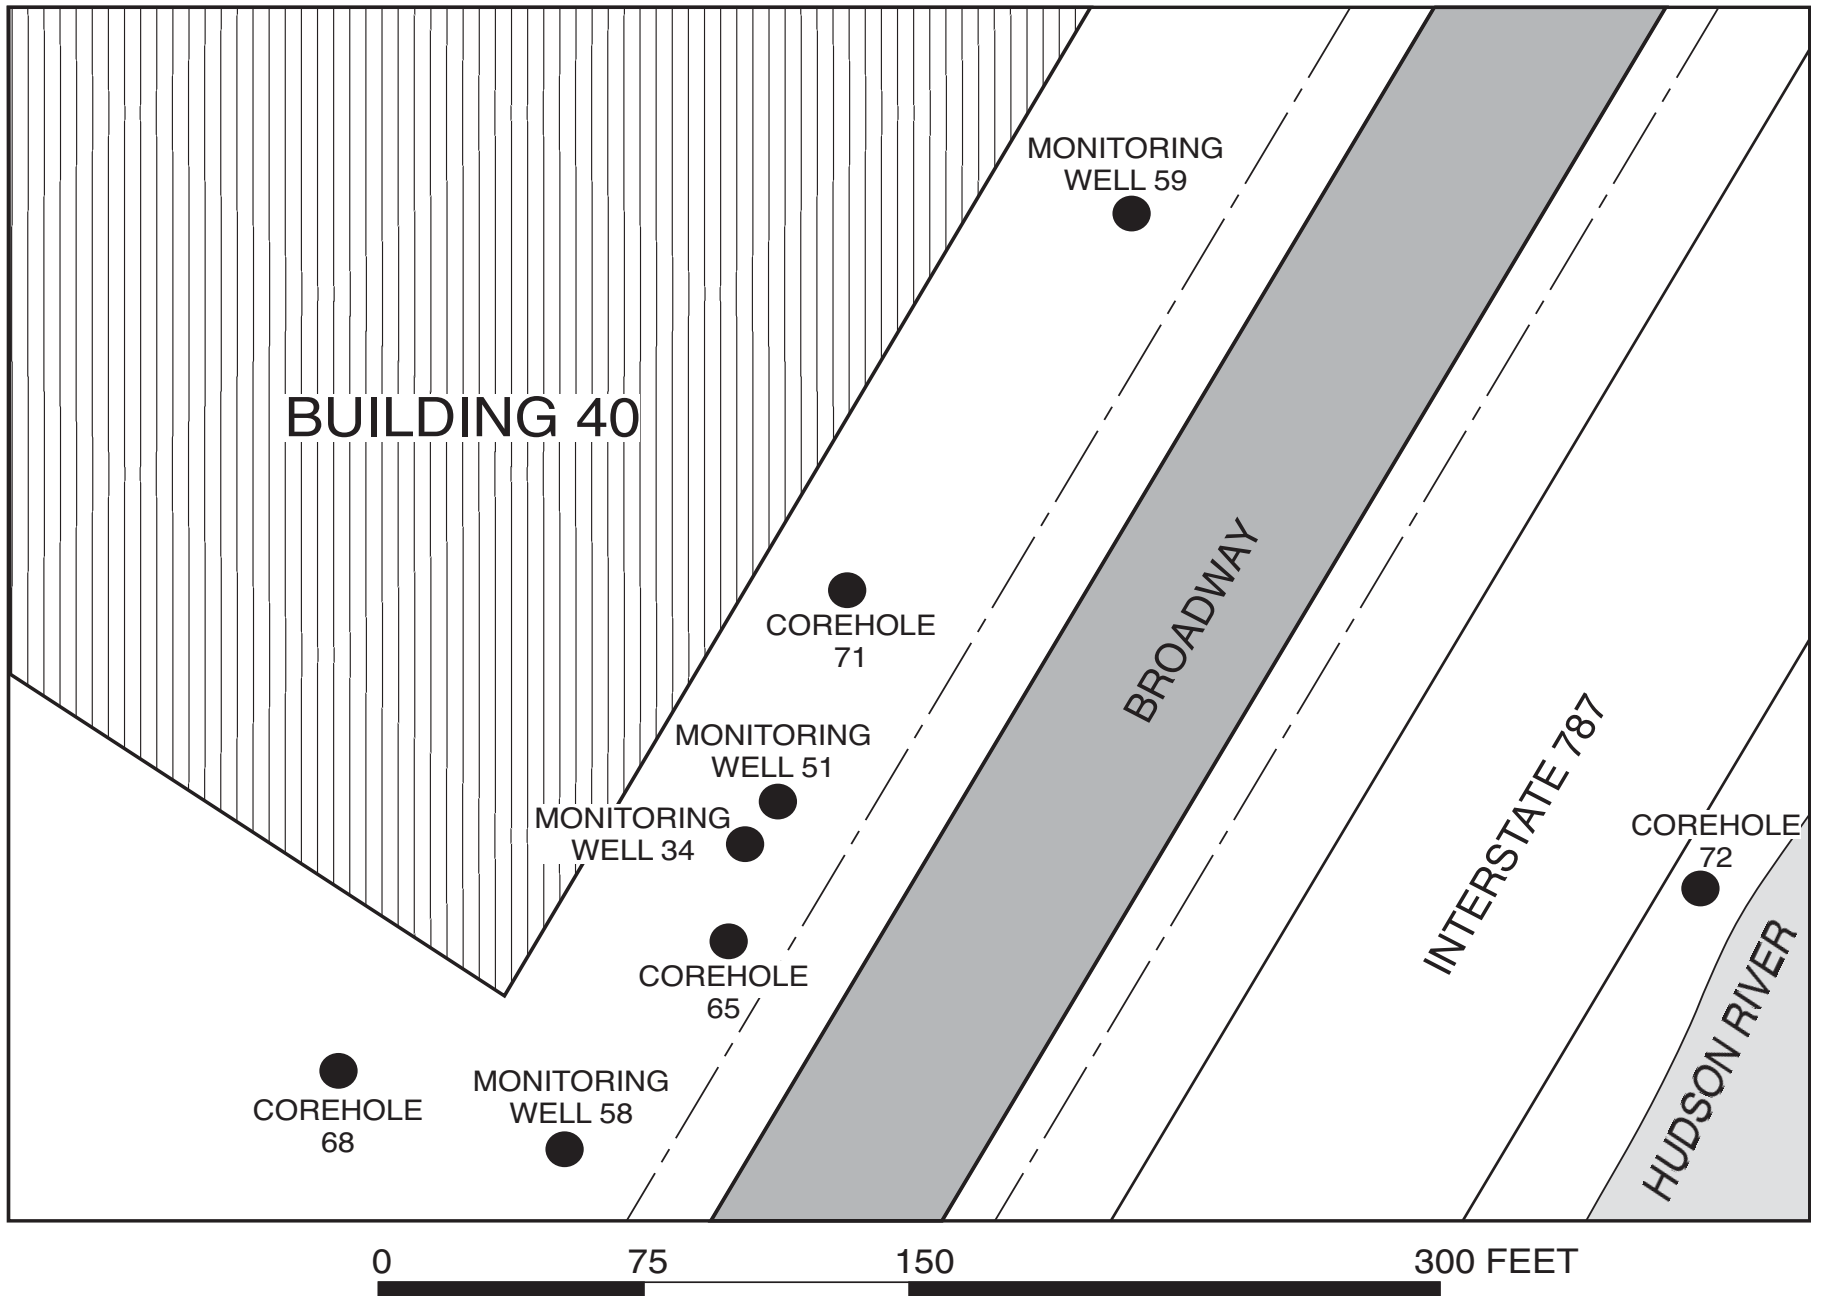 MONITORING
WELL 59
BUILDING 40
BROADWAY
COREHOLE
71
INTERSTATE 787
MONITORING
WELL 51
MONITORING
WELL 34
COREHOLE
72
COREHOLE
65
HUDSON RIVER
MONITORING
WELL 58
COREHOLE
68
0 75 150 300 FEET